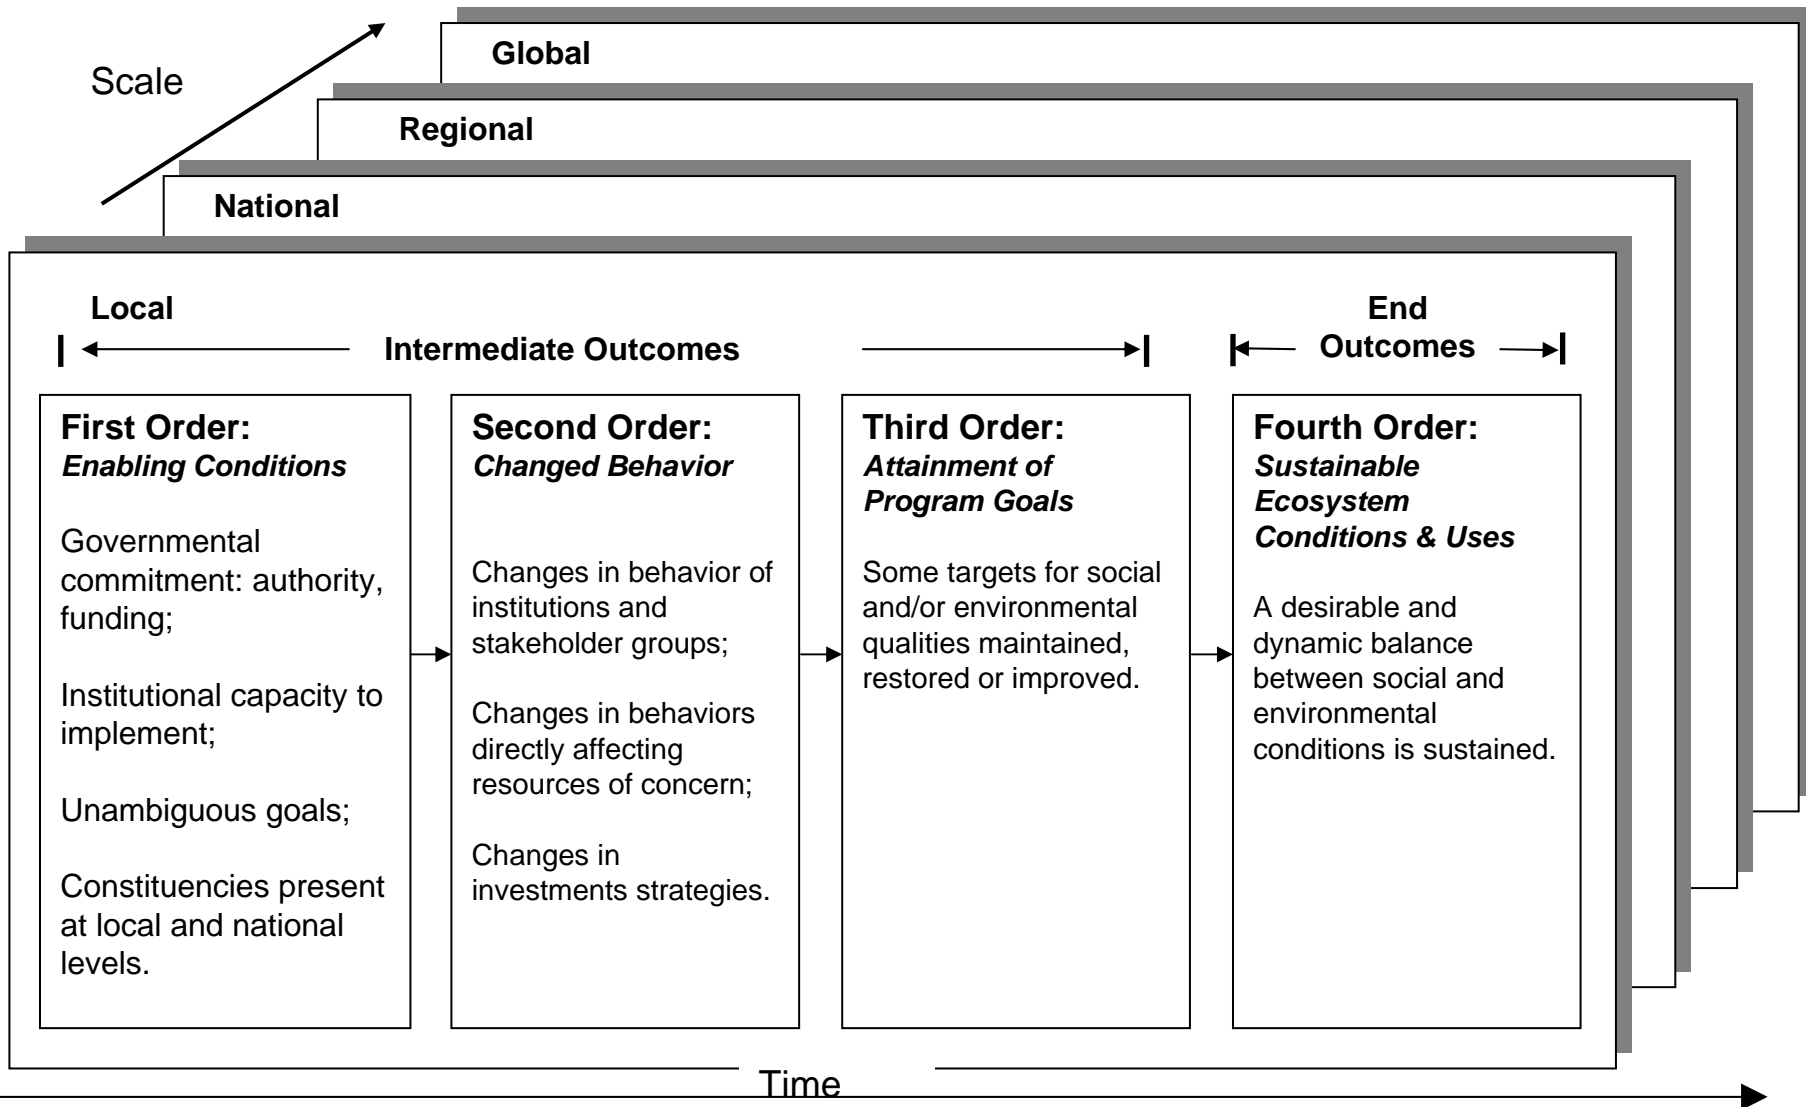 Scale
Global
Regional
National
Local
Intermediate Outcomes
End
Outcomes
First Order:
Enabling Conditions
Governmental
commitment: authority,
funding;
Institutional capacity to
implement;
Unambiguous goals;
Constituencies present
at local and national
levels.
Second Order:
Changed Behavior
Changes in behavior of
institutions and
stakeholder groups;
Changes in behaviors
directly affecting
resources of concern;
Changes in
investments strategies.
Third Order:
Attainment of
Program Goals
Some targets for social
and/or environmental
qualities maintained,
restored or improved.
Fourth Order:
Sustainable
Ecosystem
Conditions & Uses
A desirable and
dynamic balance
between social and
environmental
conditions is sustained.
Time